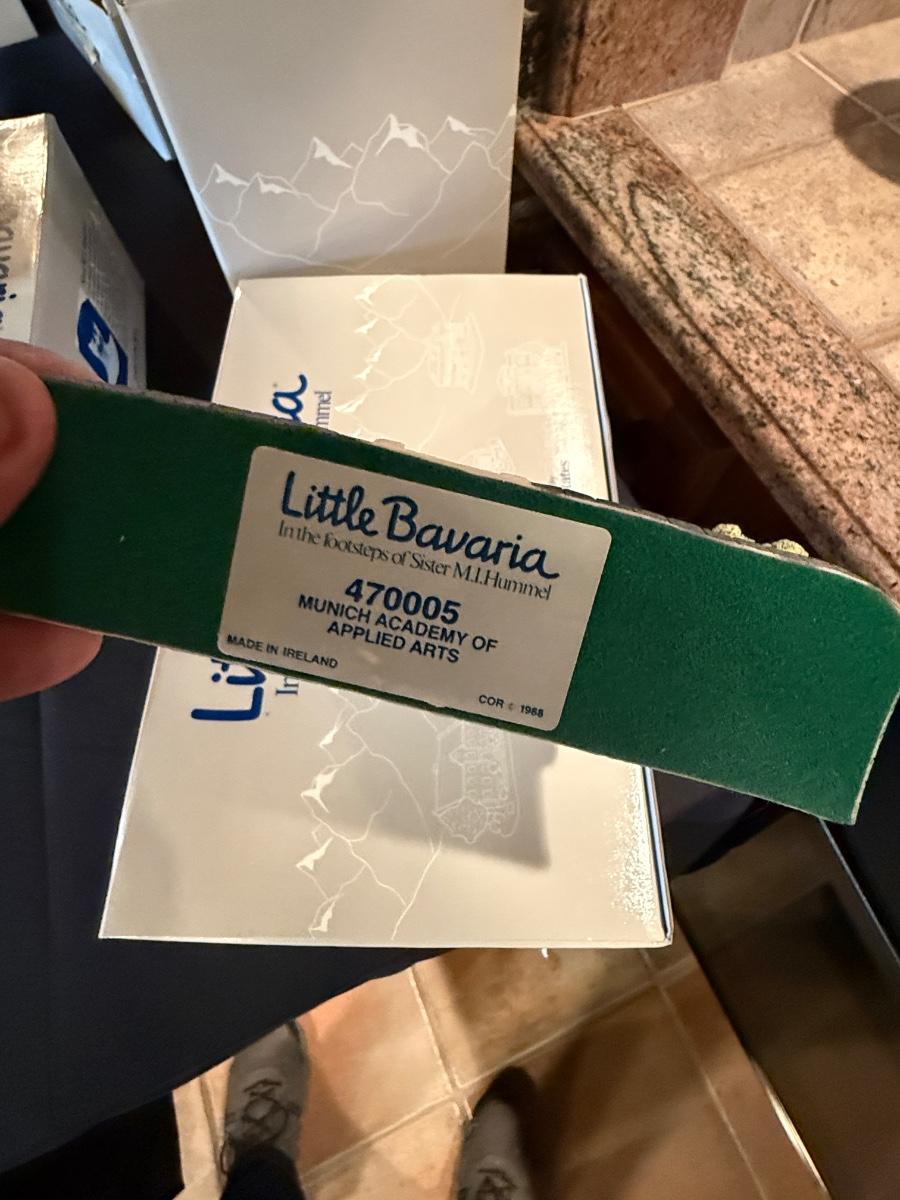 Little Bavaria
In the footsteps of Sister M.I.Hummel
470005
MUNICH ACADEMY OF
APPLIED ARTS
MADE IN IRELAND
COR © 1988